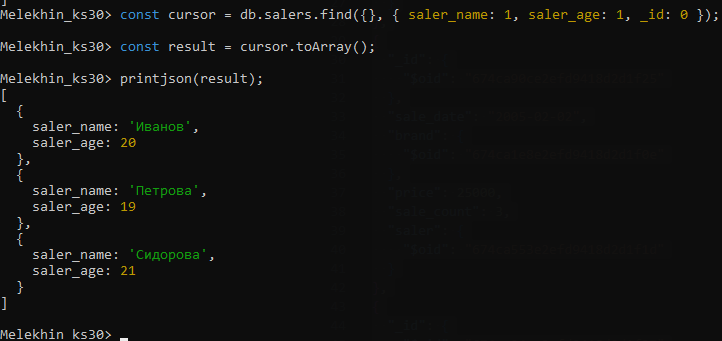 ]
Melekhin_ks30> const cursor = db.salers.find({}, { saler_name: 1, saler_age: 1, _id: 0 });
Melekhin_ks30> const result = cursor.toArray();
Melekhin_ks30> printjson(result);
[
  {
    saler_name: 'Иванов',
    saler_age: 20
  },
  {
    saler_name: 'Петрова',
    saler_age: 19
  },
  {
    saler_name: 'Сидорова',
    saler_age: 21
  }
]
Melekhin_ks30>